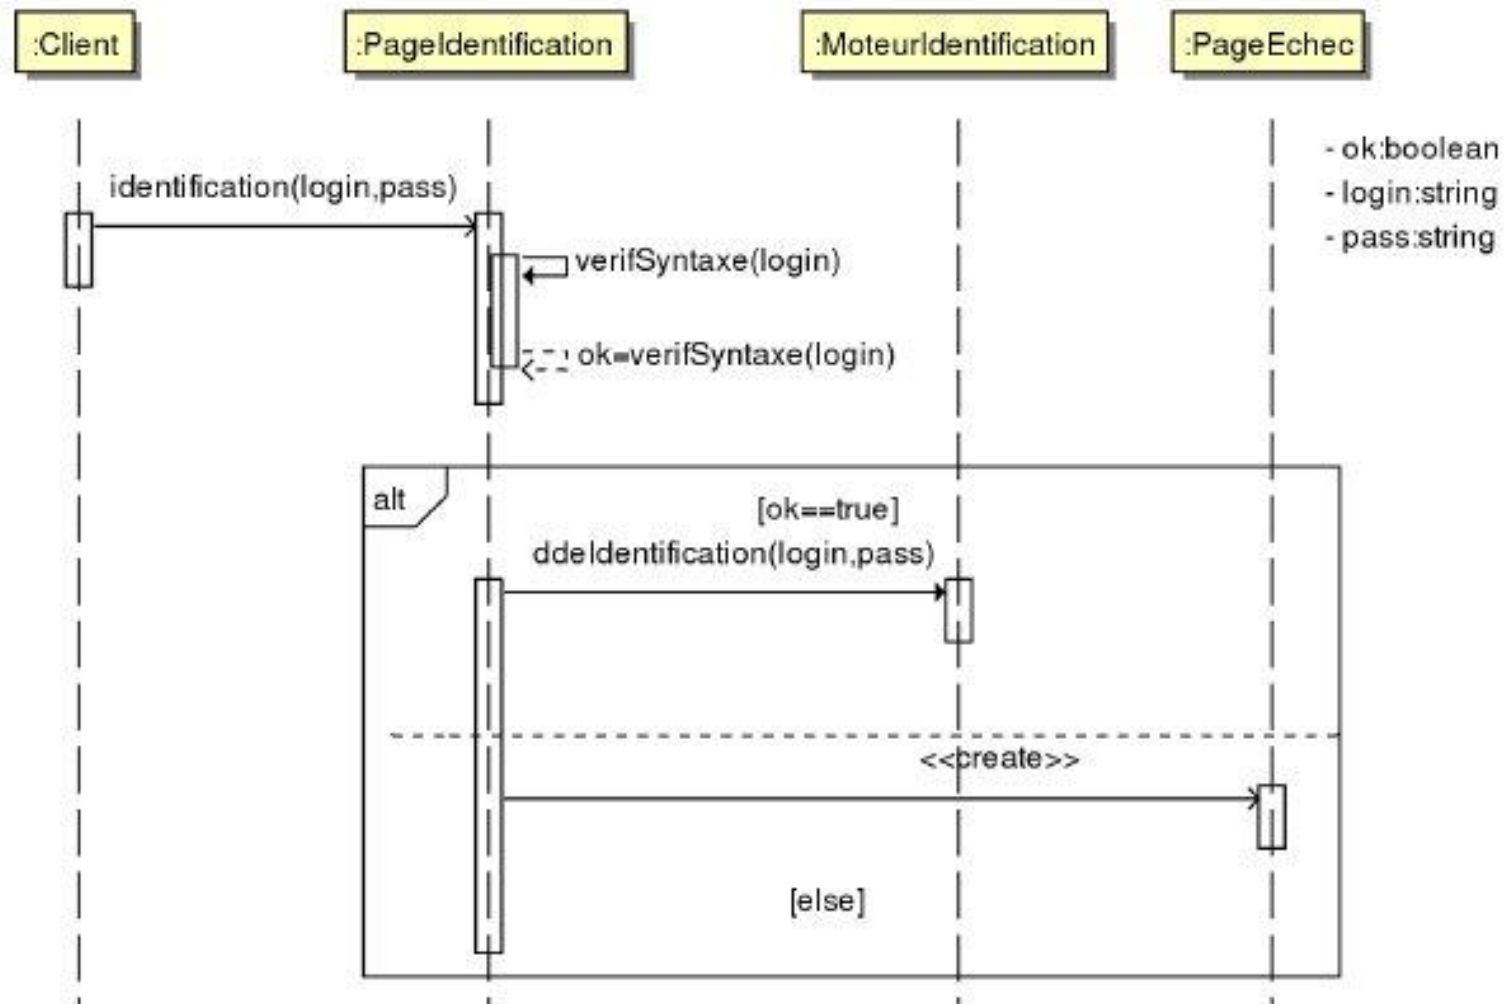 :Client
:PageIdentification
:MoteurIdentification
:PageEchec
- ok:boolean
- login:string
- pass:string
identification(login,pass)
verifSyntaxe(login)
ok=verifSyntaxe(login)
alt
[ok==true]
ddeIdentification(login,pass)
<<create>>
[else]